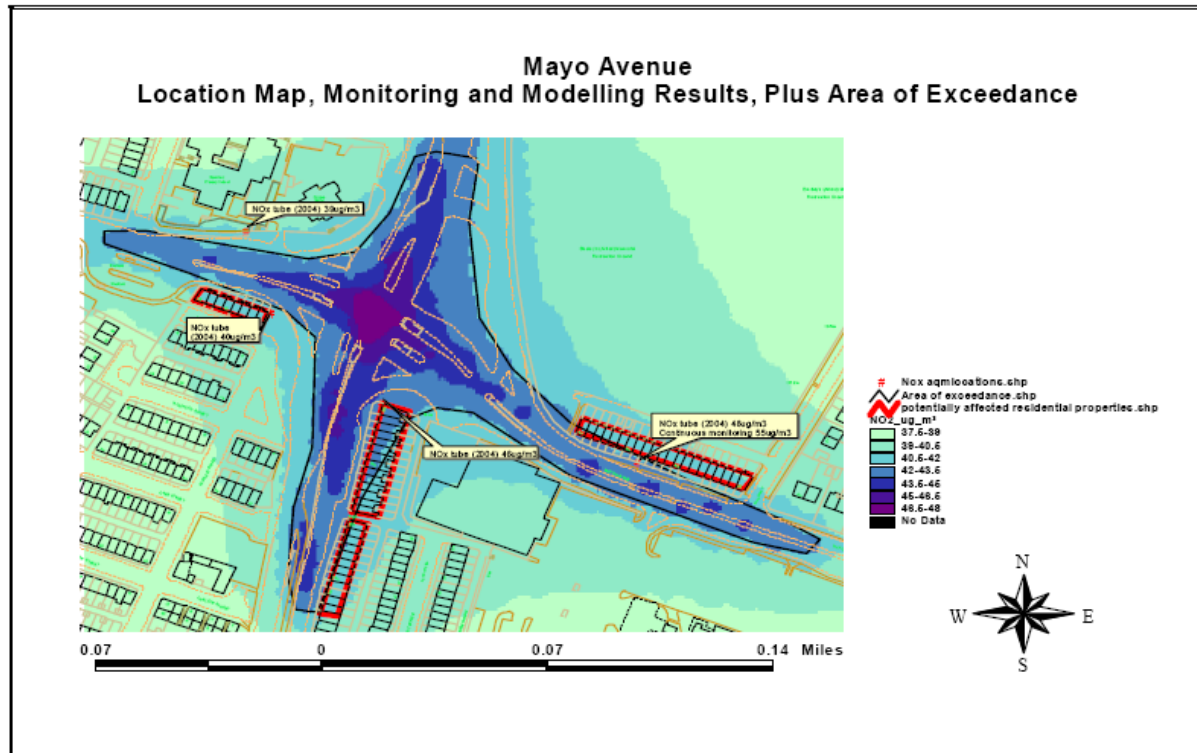 Mayo Avenue
Location Map, Monitoring and Modelling Results, Plus Area of Exceedance
NOx tube (2004) 39ug/m3
NOx tube
(2004) 40ug/m3
NOx tube (2004) 46ug/m3
Continuous monitoring 55ug/m3
NOx tube (2004) 46ug/m3
# Nox aqmlocations.shp
Area of exceedance.shp
potentially affected residential properties.shp
NO2_ug_m³
37.5-39
39-40.5
40.5-42
42-43.5
43.5-45
45-46.5
46.5-48
No Data
N
W E
S
0.07 0 0.07 0.14 Miles